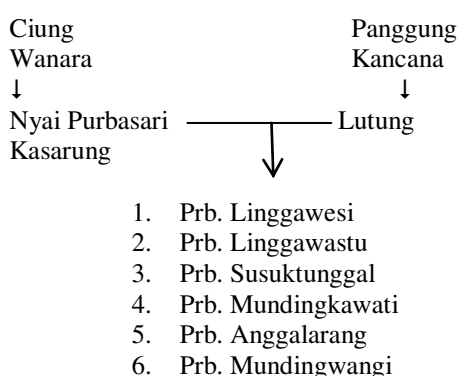 Ciung Panggung
Wanara Kancana
↓ ↓
Nyai Purbasari Lutung
Kasarung
1. Prb. Linggawesi
2. Prb. Linggawastu
3. Prb. Susuktunggal
4. Prb. Mundingkawati
5. Prb. Anggalarang
6. Prb. Mundingwangi